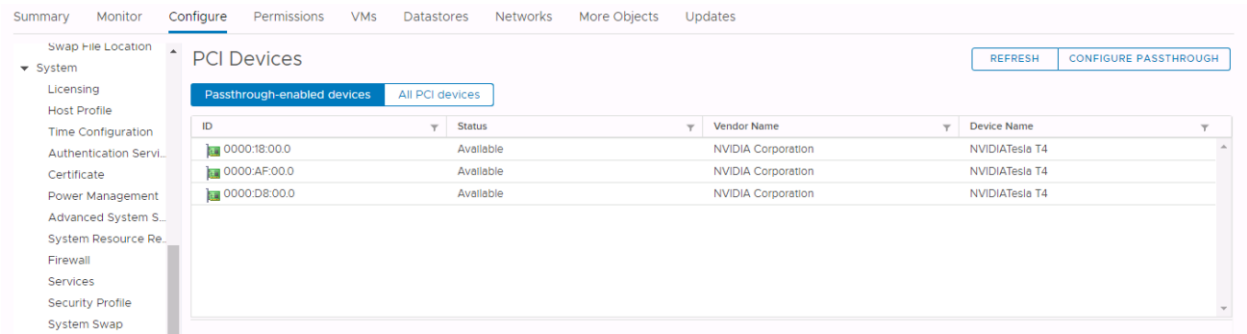 Summary Monitor Configure Permissions VMs Datastores Networks More Objects Updates
Swap File Location
System
Licensing
Host Profile
Time Configuration
Authentication Servi...
Certificate
Power Management
Advanced System S...
System Resource Re...
Firewall
Services
Security Profile
System Swap
PCI Devices
REFRESH CONFIGURE PASSTHROUGH
Passthrough-enabled devices All PCI devices
ID Status Vendor Name Device Name
0000:18:00.0 Available NVIDIA Corporation NVIDIATesla T4
0000:AF:00.0 Available NVIDIA Corporation NVIDIATesla T4
0000:D8:00.0 Available NVIDIA Corporation NVIDIATesla T4